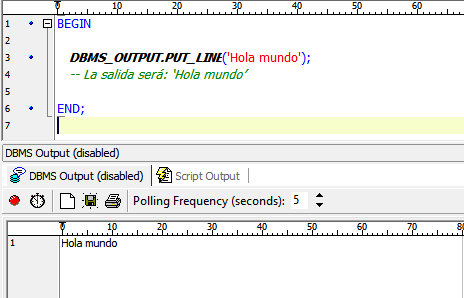 0 10 20 30 40 50 60
1 BEGIN
2
3 DBMS_OUTPUT.PUT_LINE('Hola mundo');
4 -- La salida será: ‘Hola mundo’
5
6 END;
7
DBMS Output (disabled)
DBMS Output (disabled) Script Output
Polling Frequency (seconds): 5
0 10 20 30 40 50 60 70 80
1 Hola mundo